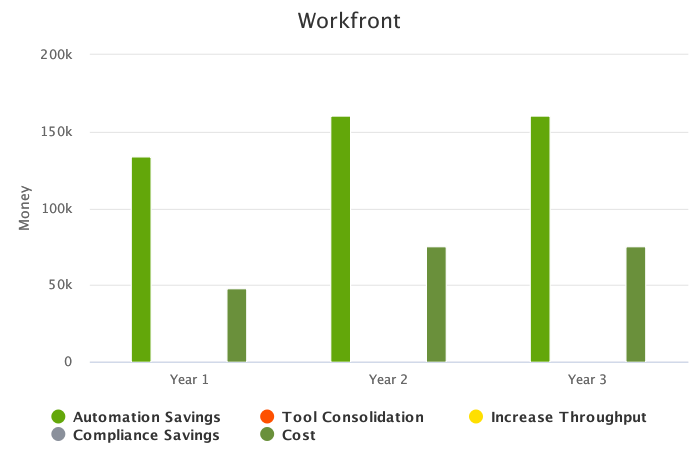 Workfront
200k
150k
100k
50k
0
Money
Year 1 Year 2 Year 3
Automation Savings Tool Consolidation Increase Throughput
Compliance Savings Cost